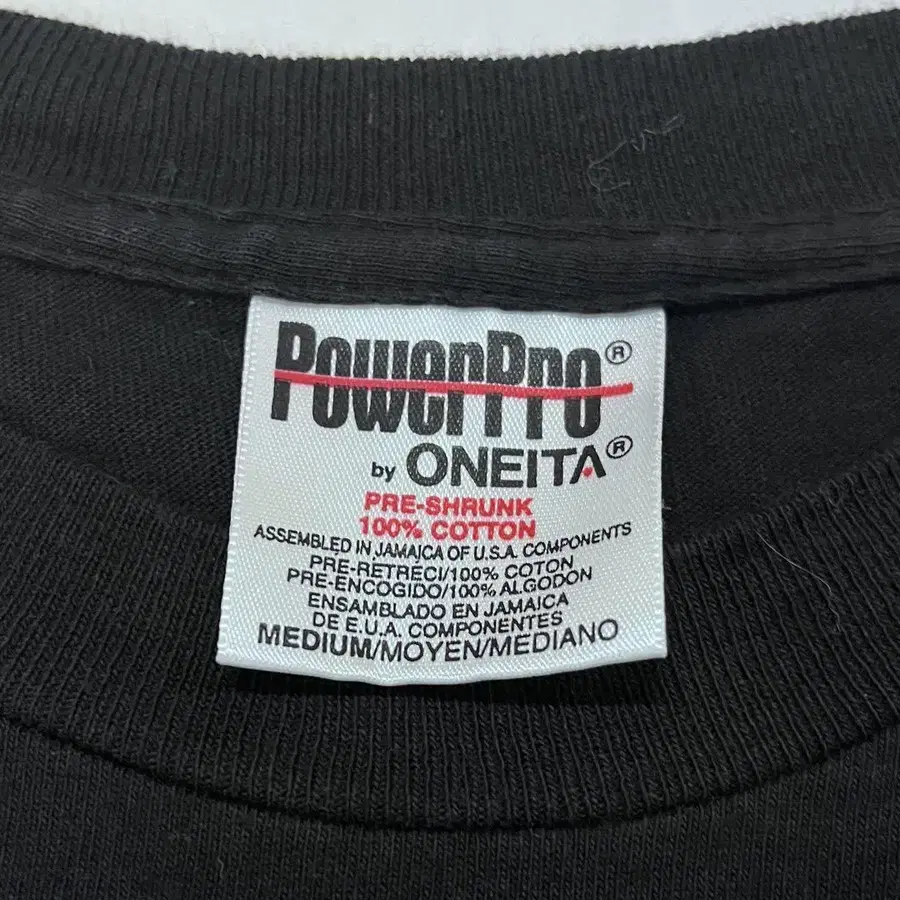 PowerPro®
by ONEITA®
PRE-SHRUNK
100% COTTON
ASSEMBLED IN JAMAICA OF U.S.A. COMPONENTS
PRE-RETRECI/100% COTON
PRE-ENCOGIDO/100% ALGODON
ENSAMBLADO EN JAMAICA
DE E.U.A. COMPONENTES
MEDIUM/MOYEN/MEDIANO